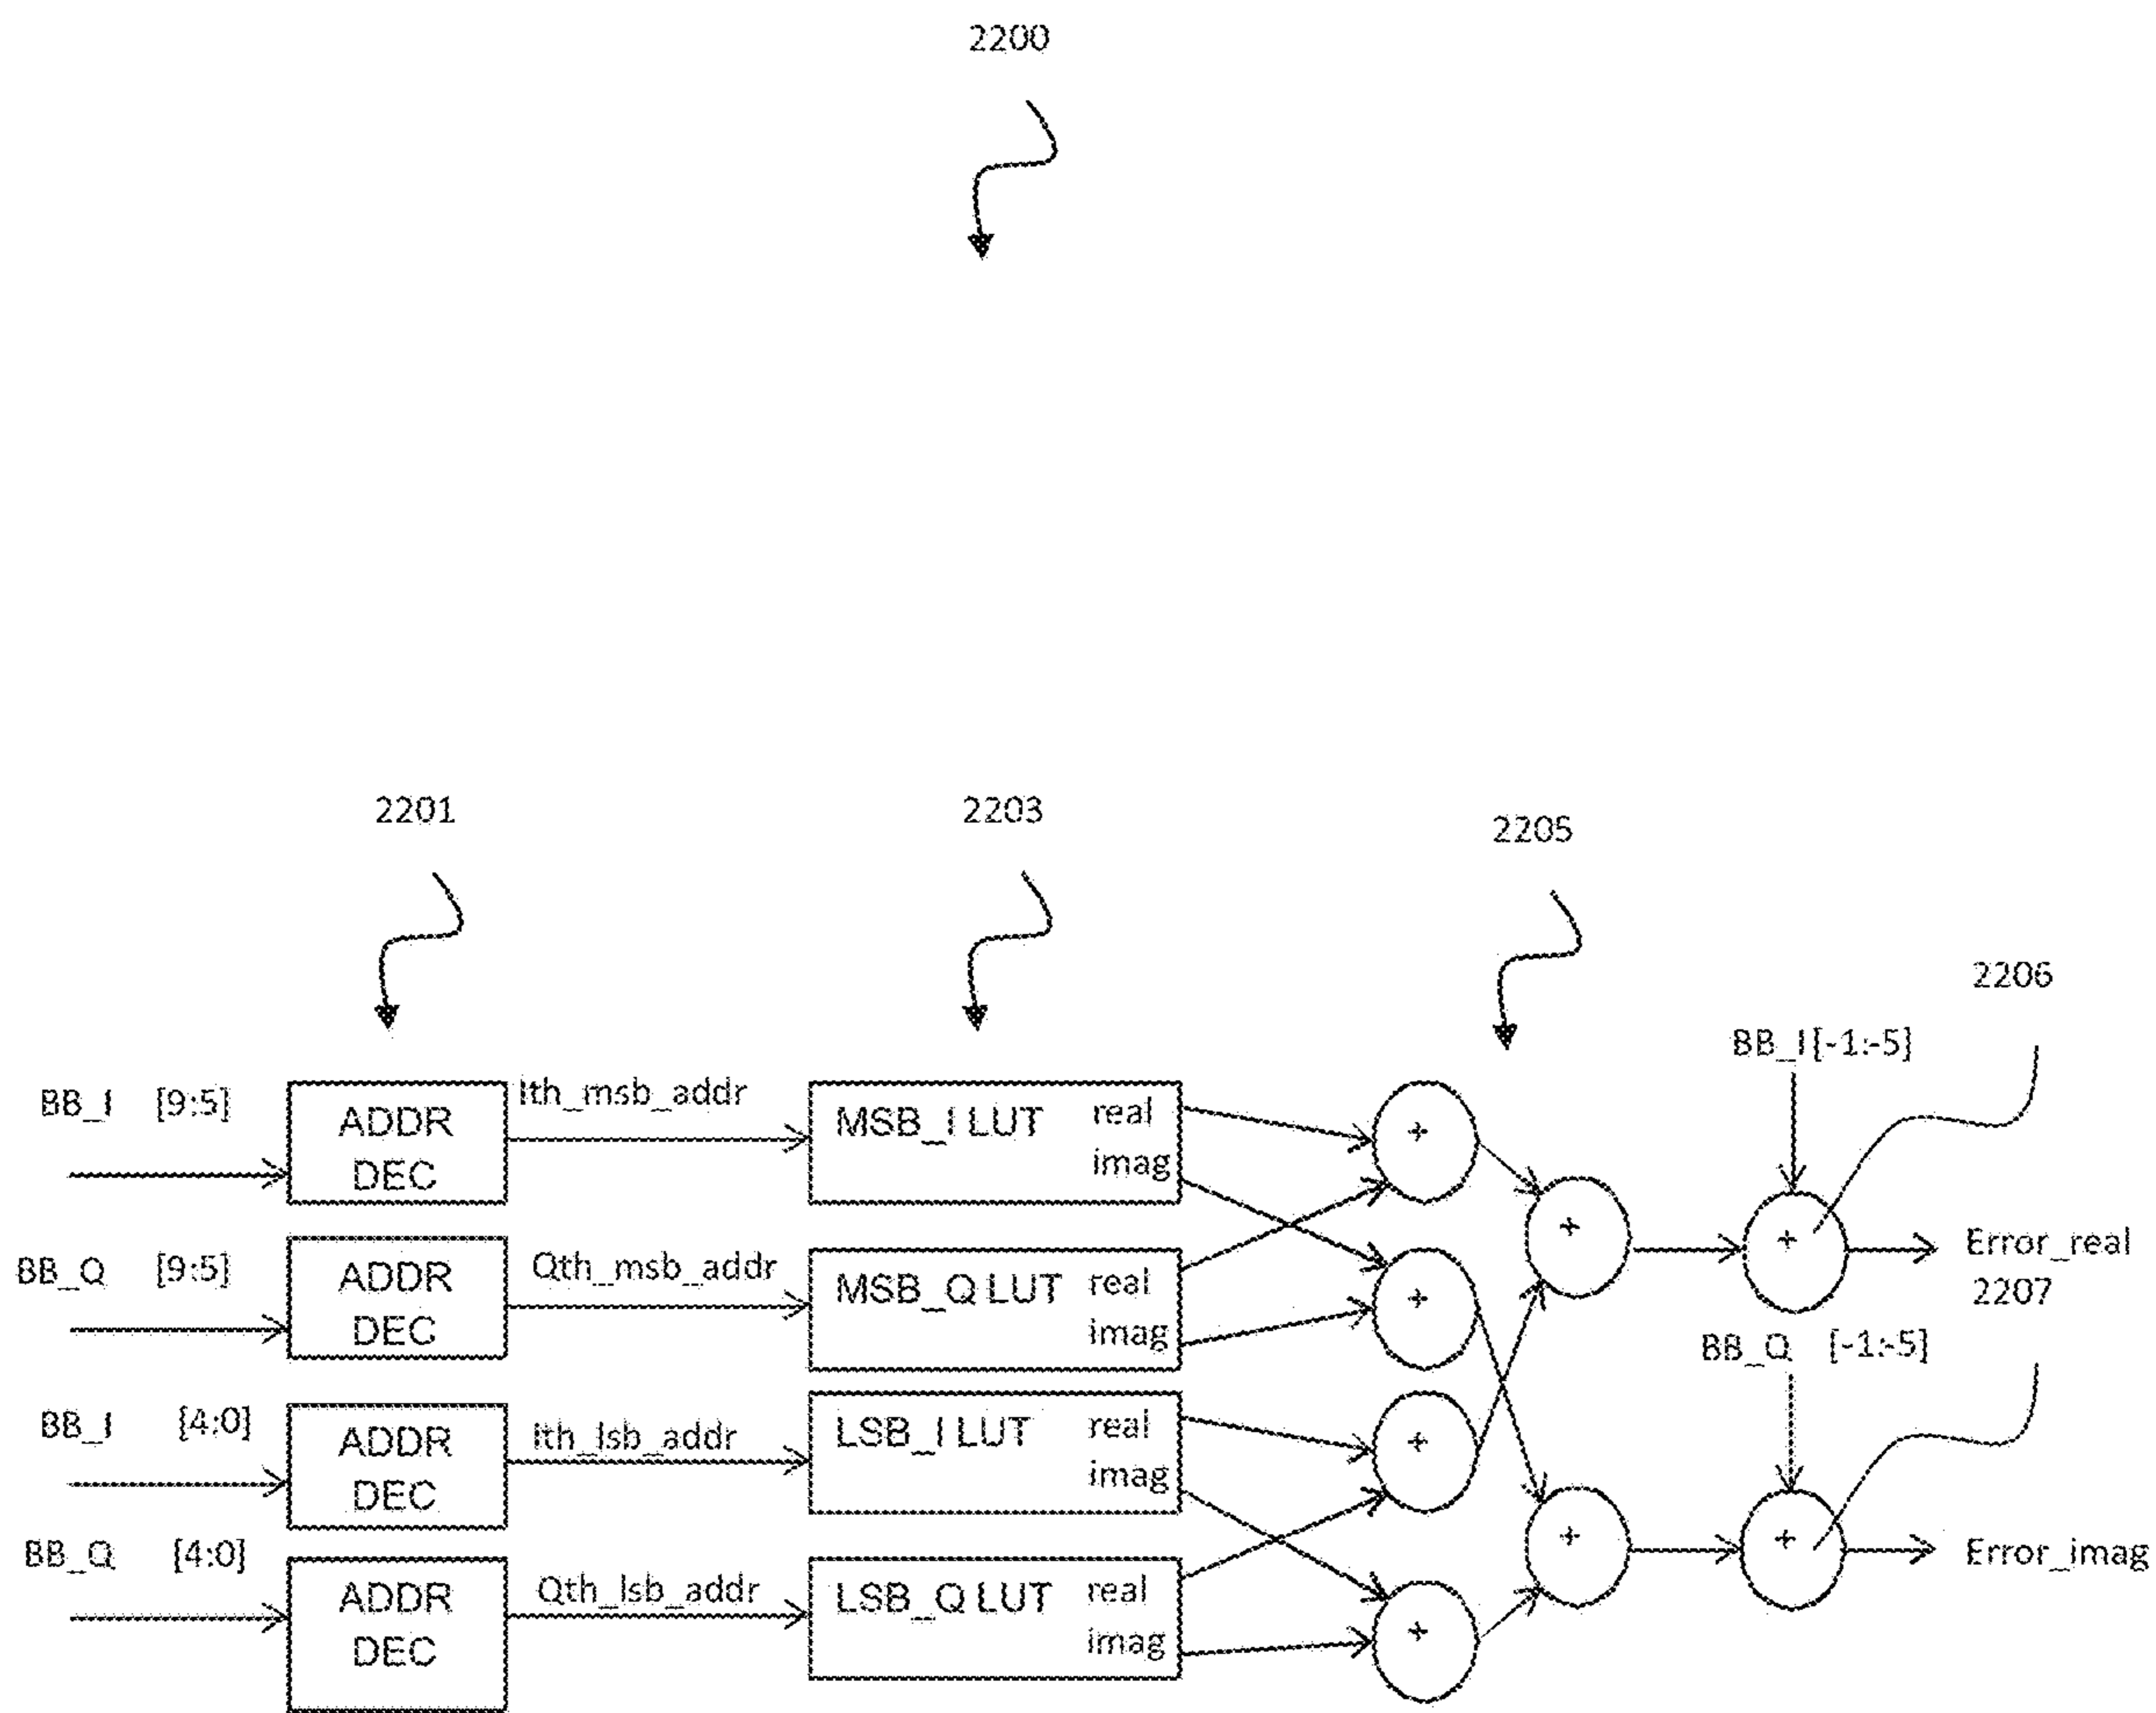 2200
2201
2203
2205
2206
BB_I [-1:-5]
BB_I [9:5]
ADDR
DEC
Ith_msb_addr
MSB_I LUT real
imag
+
+
+
Error_real
2207
BB_Q [9:5]
ADDR
DEC
Qth_msb_addr
MSB_Q LUT real
imag
+
BB_Q [-1:-5]
BB_I [4:0]
ADDR
DEC
Ith_lsb_addr
LSB_I LUT real
imag
+
+
+
Error_imag
BB_Q [4:0]
ADDR
DEC
Qth_lsb_addr
LSB_Q LUT real
imag
+